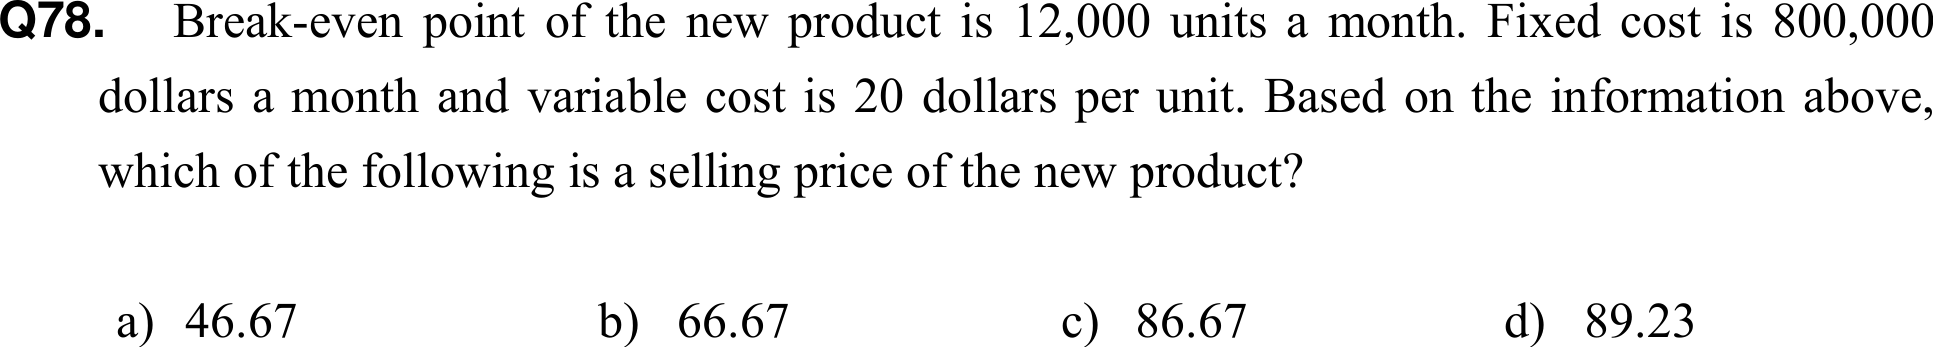 Q78. Break-even point of the new product is 12,000 units a month. Fixed cost is 800,000
dollars a month and variable cost is 20 dollars per unit. Based on the information above,
which of the following is a selling price of the new product?
a) 46.67 b) 66.67 c) 86.67 d) 89.23